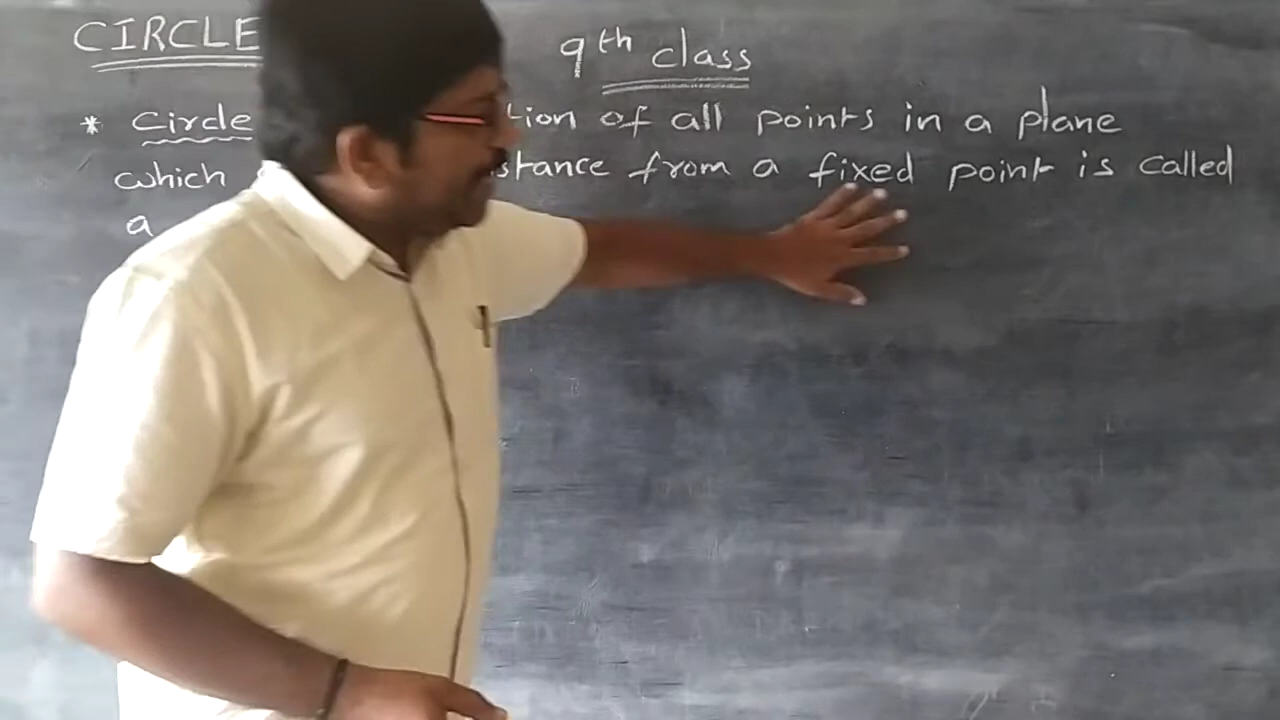 CIRCLE
9th class
* Circle tion of all points in a plane
which stance from a fixed point is called
a